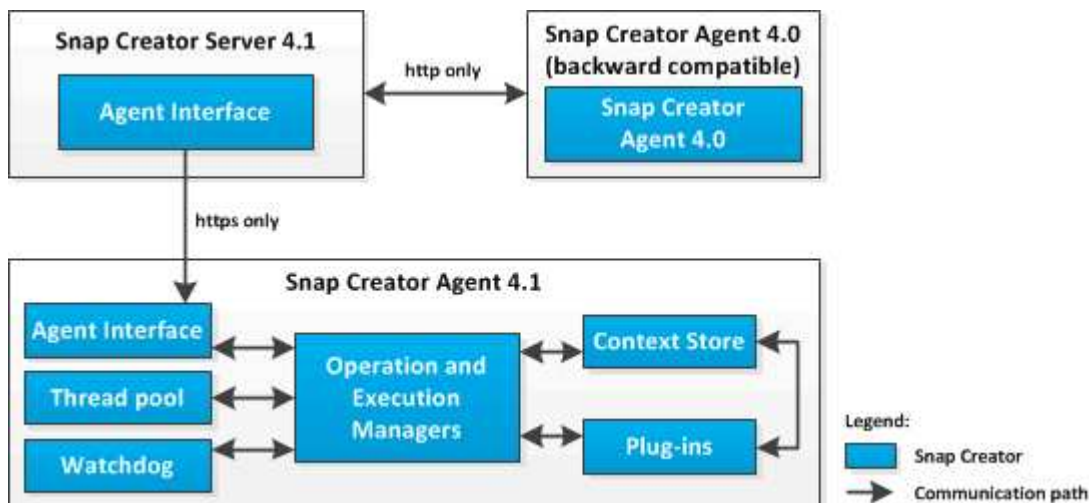 Snap Creator Server 4.1
Agent Interface
http only
Snap Creator Agent 4.0
(backward compatible)
Snap Creator
Agent 4.0
https only
Snap Creator Agent 4.1
Agent Interface
Thread pool
Watchdog
Operation and
Execution
Managers
Context Store
Plug-ins
Legend:
Snap Creator
Communication path